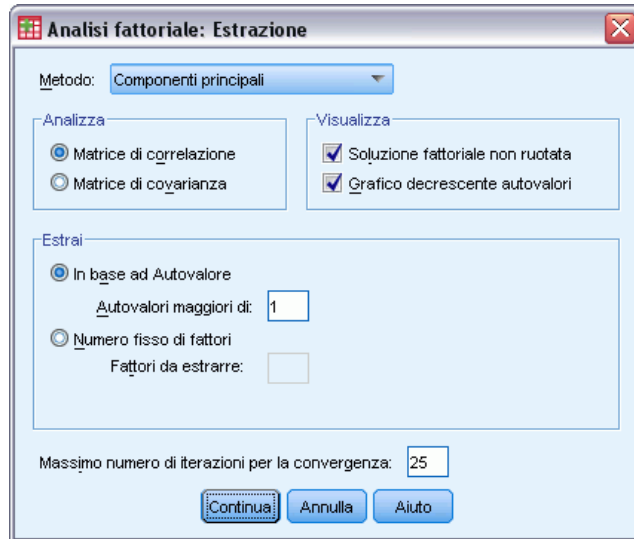 Analisi fattoriale: Estrazione
Metodo: Componenti principali
Analizza
Matrice di correlazione
Matrice di covarianza
Visualizza
Soluzione fattoriale non ruotata
Grafico decrescente autovalori
Estrai
In base ad Autovalore
Autovalori maggiori di: 1
Numero fisso di fattori
Fattori da estrarre:
Massimo numero di iterazioni per la convergenza: 25
Continua Annulla Aiuto